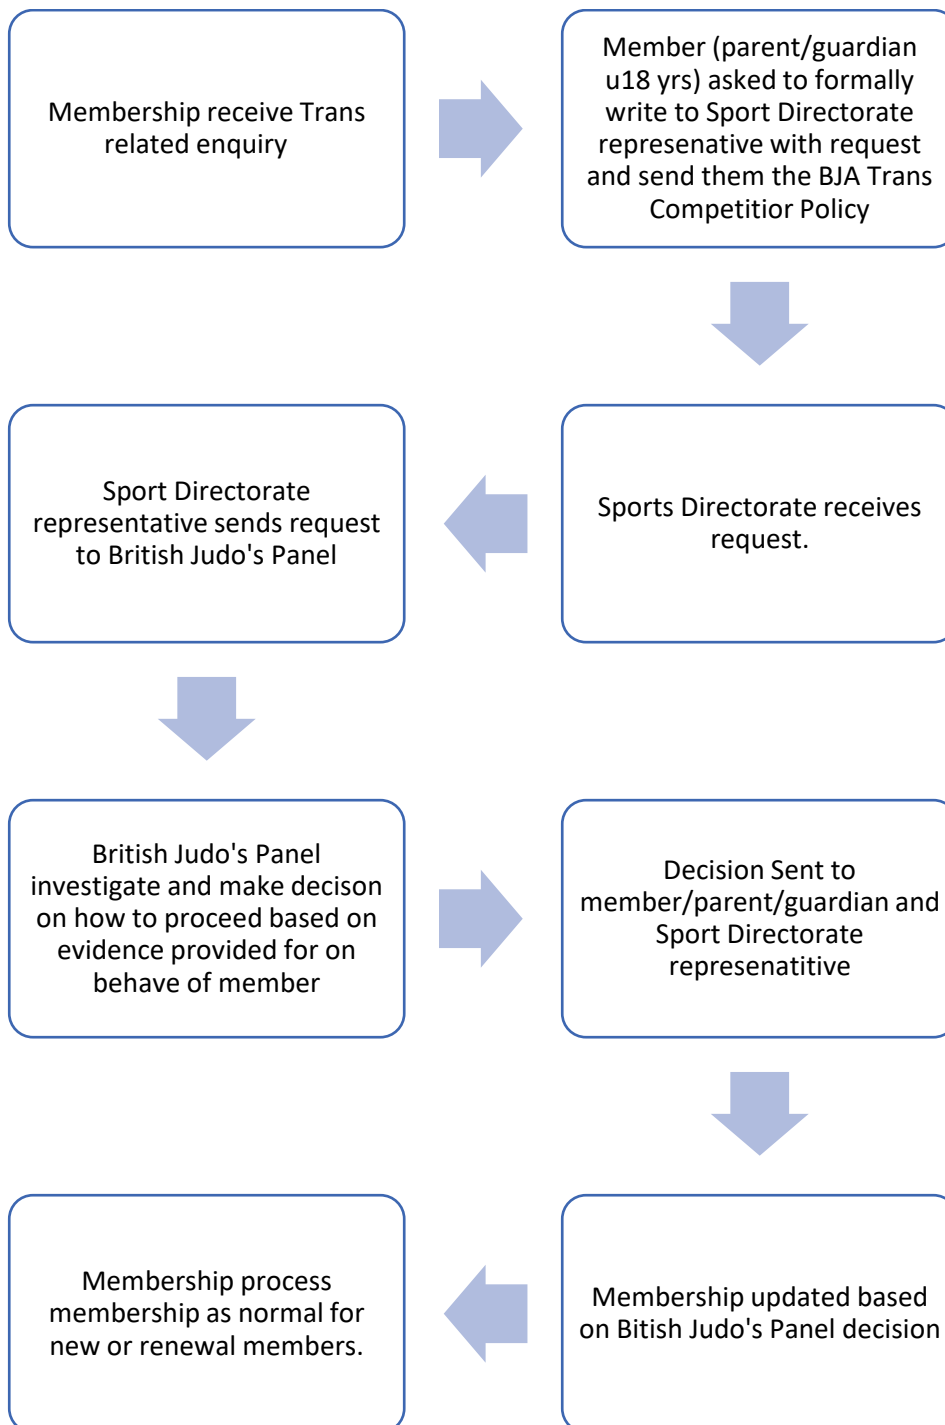 Membership receive Trans
related enquiry
Member (parent/guardian
u18 yrs) asked to formally
write to Sport Directorate
represenative with request
and send them the BJA Trans
Competitior Policy
Sports Directorate receives
request.
Sport Directorate
representative sends request
to British Judo's Panel
British Judo's Panel
investigate and make decison
on how to proceed based on
evidence provided for on
behave of member
Decision Sent to
member/parent/guardian and
Sport Directorate
represenatitive
Membership updated based
on Bitish Judo's Panel decision
Membership process
membership as normal for
new or renewal members.